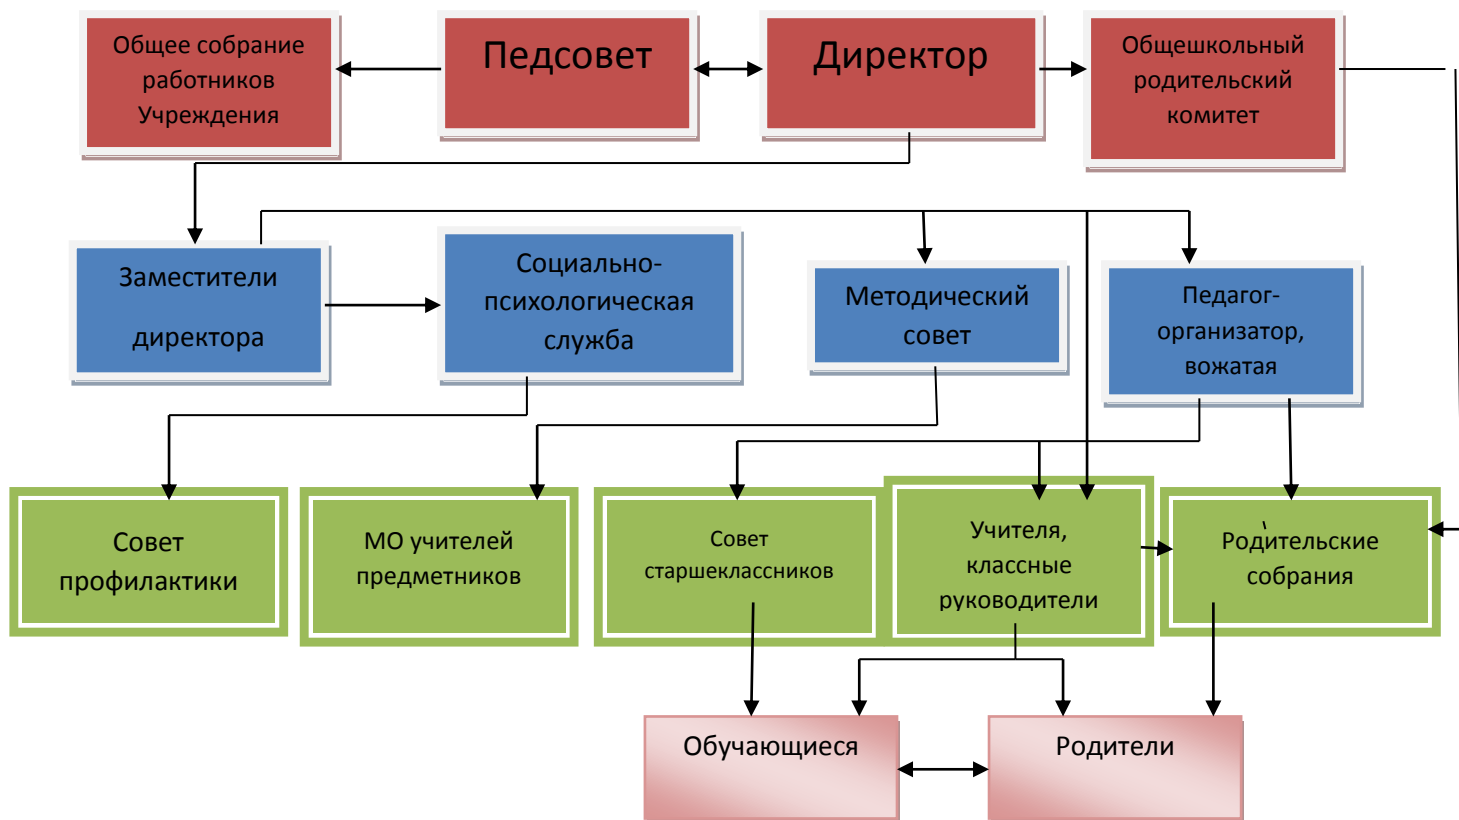 Общее собрание
работников
Учреждения
Педсовет
Директор
Общешкольный
родительский
комитет
Заместители
директора
Социально-
психологическая
служба
Методический
совет
Педагог-
организатор,
вожатая
Совет
профилактики
МО учителей
предметников
Совет
старшеклассников
Учителя,
классные
руководители
Родительские
собрания
Обучающиеся
Родители